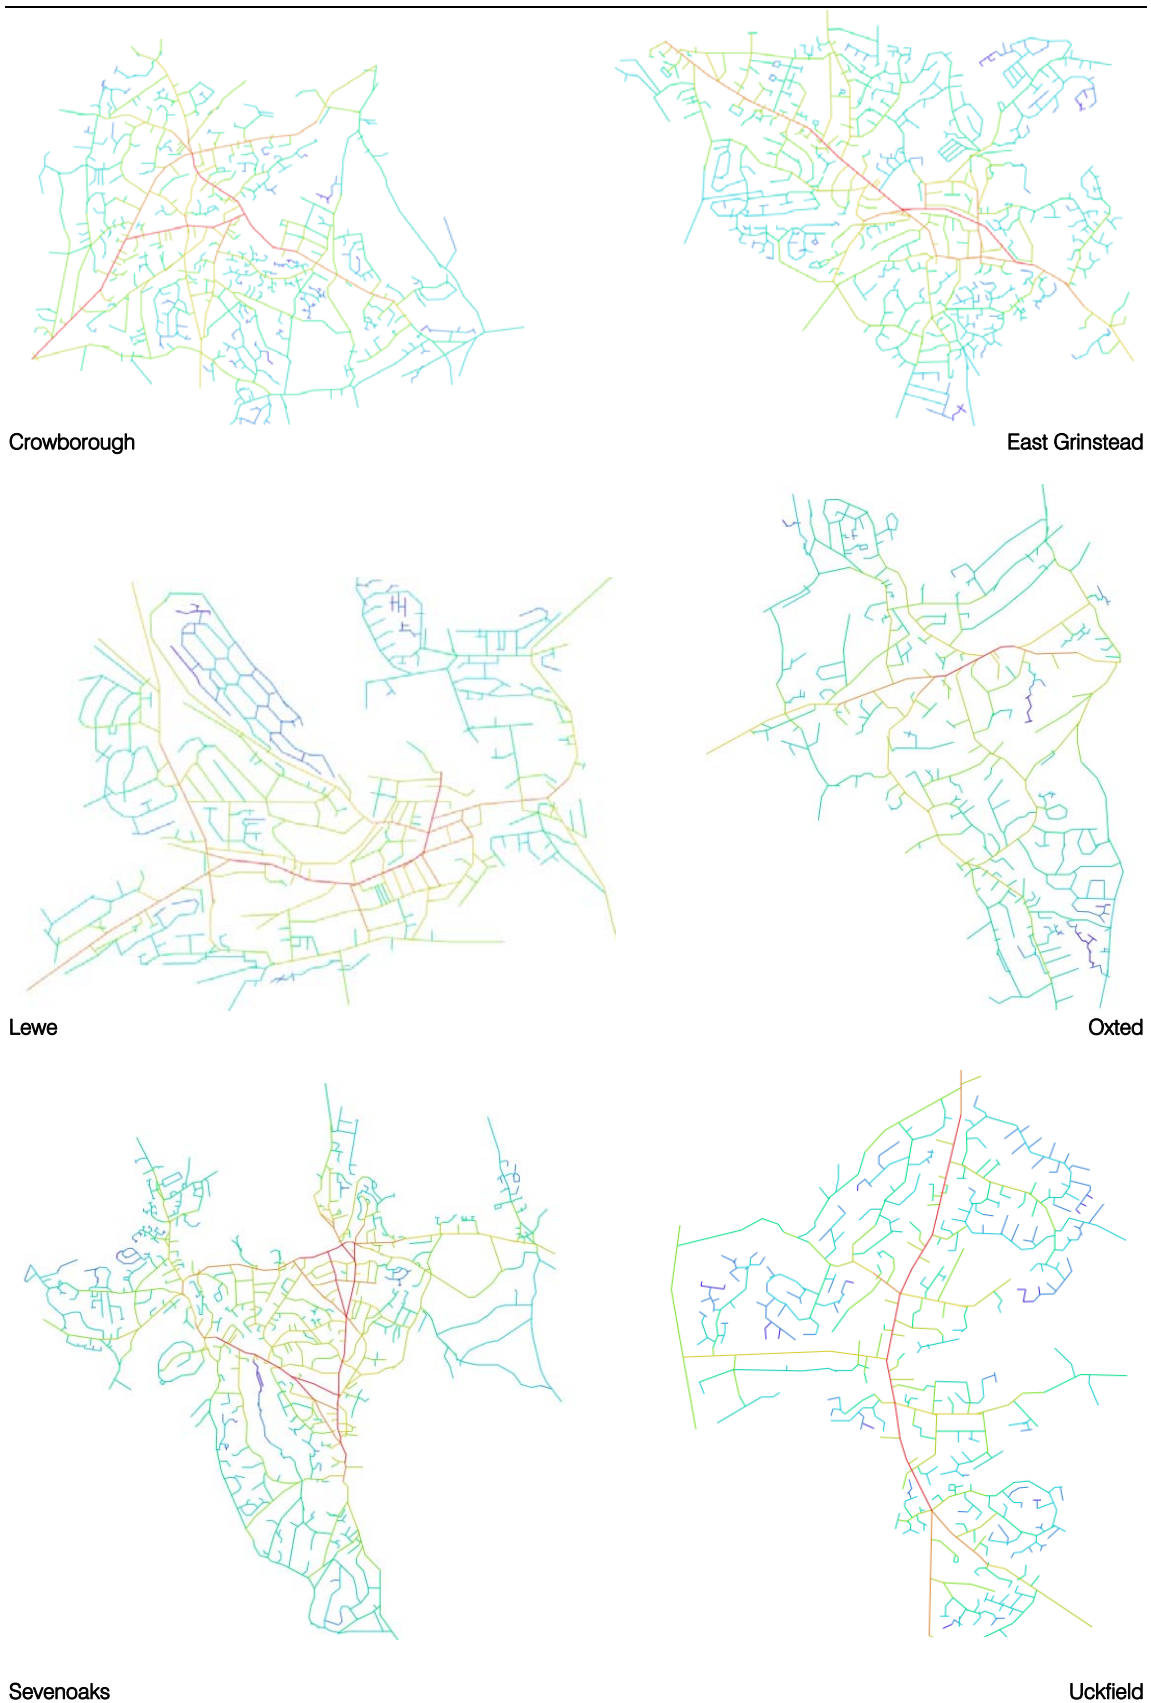 Crowborough
East Grinstead
Lewe
Oxted
Sevenoaks
Uckfield